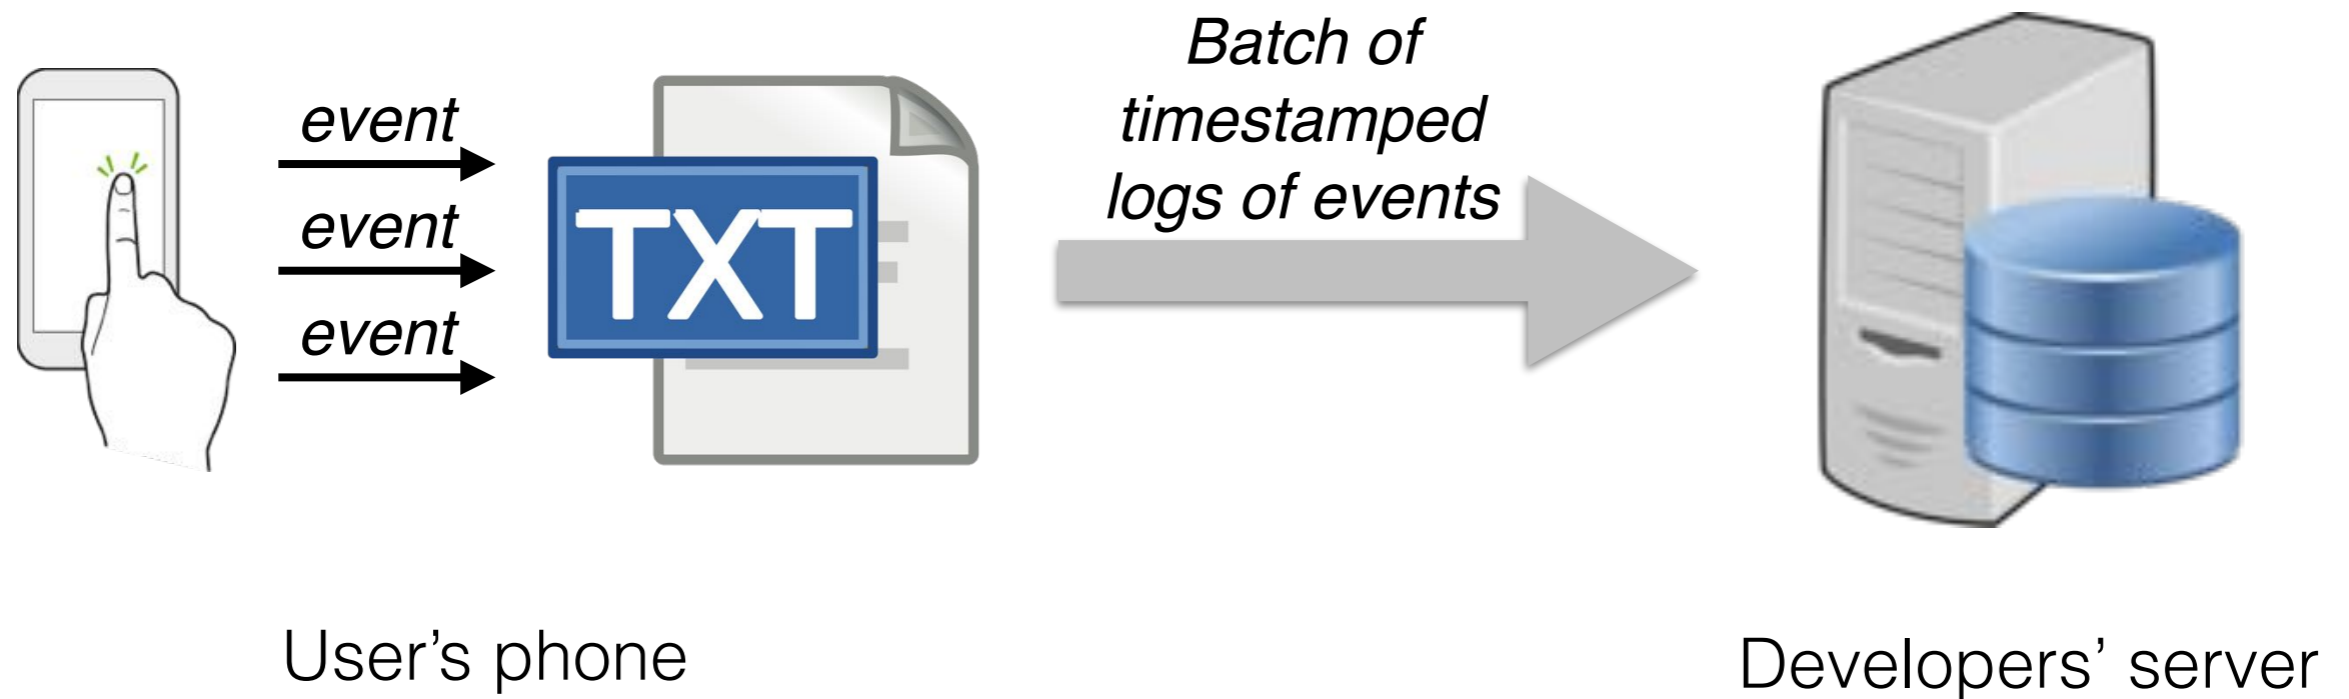 event
event
event
TXT
Batch of
timestamped
logs of events
User’s phone
Developers’ server